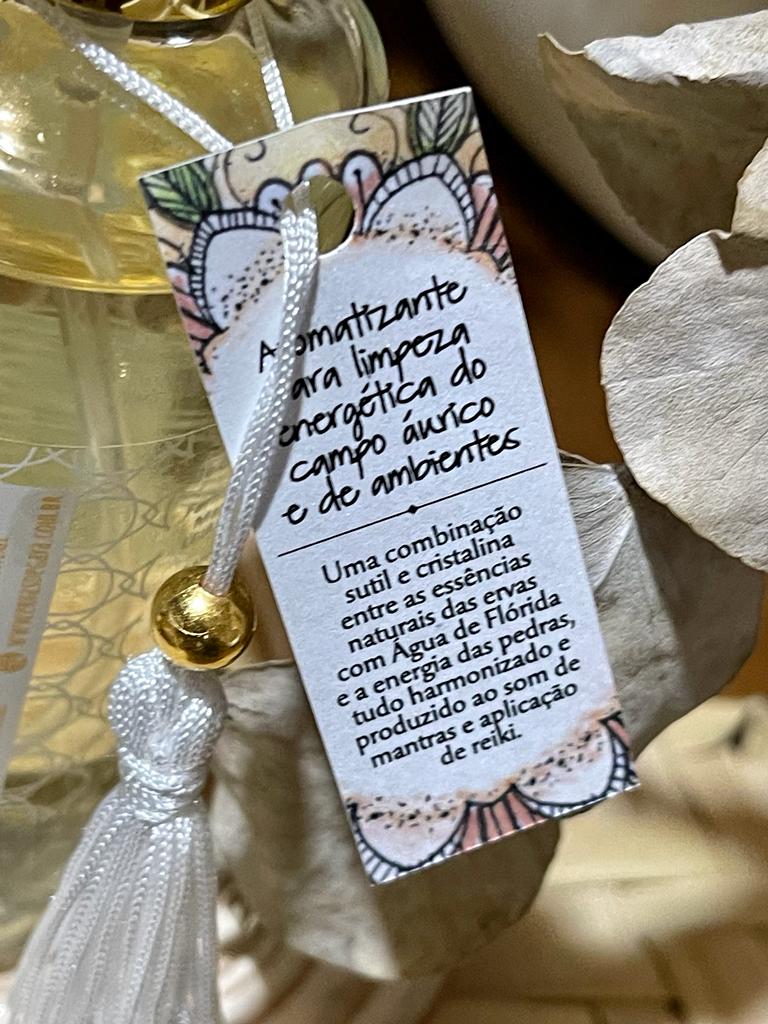 Aromatizante
para limpeza
energética do
campo áurico
e de ambientes
Uma combinação
sutil e cristalina
entre as essências
naturais das ervas
com Água de Flórida
e a energia das pedras,
tudo harmonizado e
produzido ao som de
mantras e aplicação
de reiki.